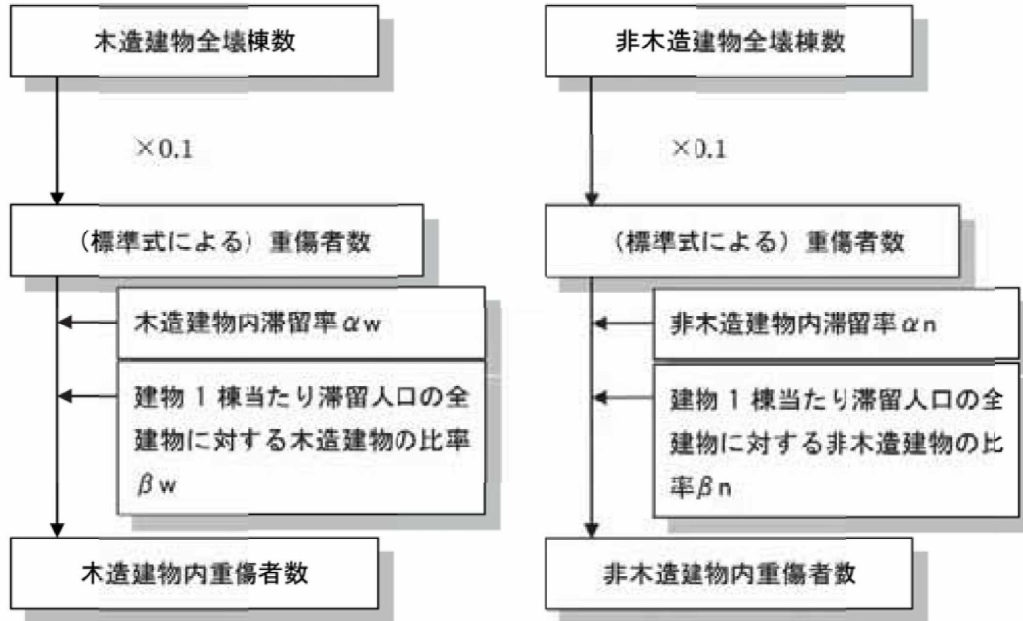 木造建物全壊棟数
×0.1
(標準式による)重傷者数
木造建物内滞留率αw
建物1棟当たり滞留人口の全
建物に対する木造建物の比率
βw
木造建物内重傷者数
非木造建物全壊棟数
×0.1
(標準式による)重傷者数
非木造建物内滞留率αn
建物1棟当たり滞留人口の全
建物に対する非木造建物の比
率βn
非木造建物内重傷者数